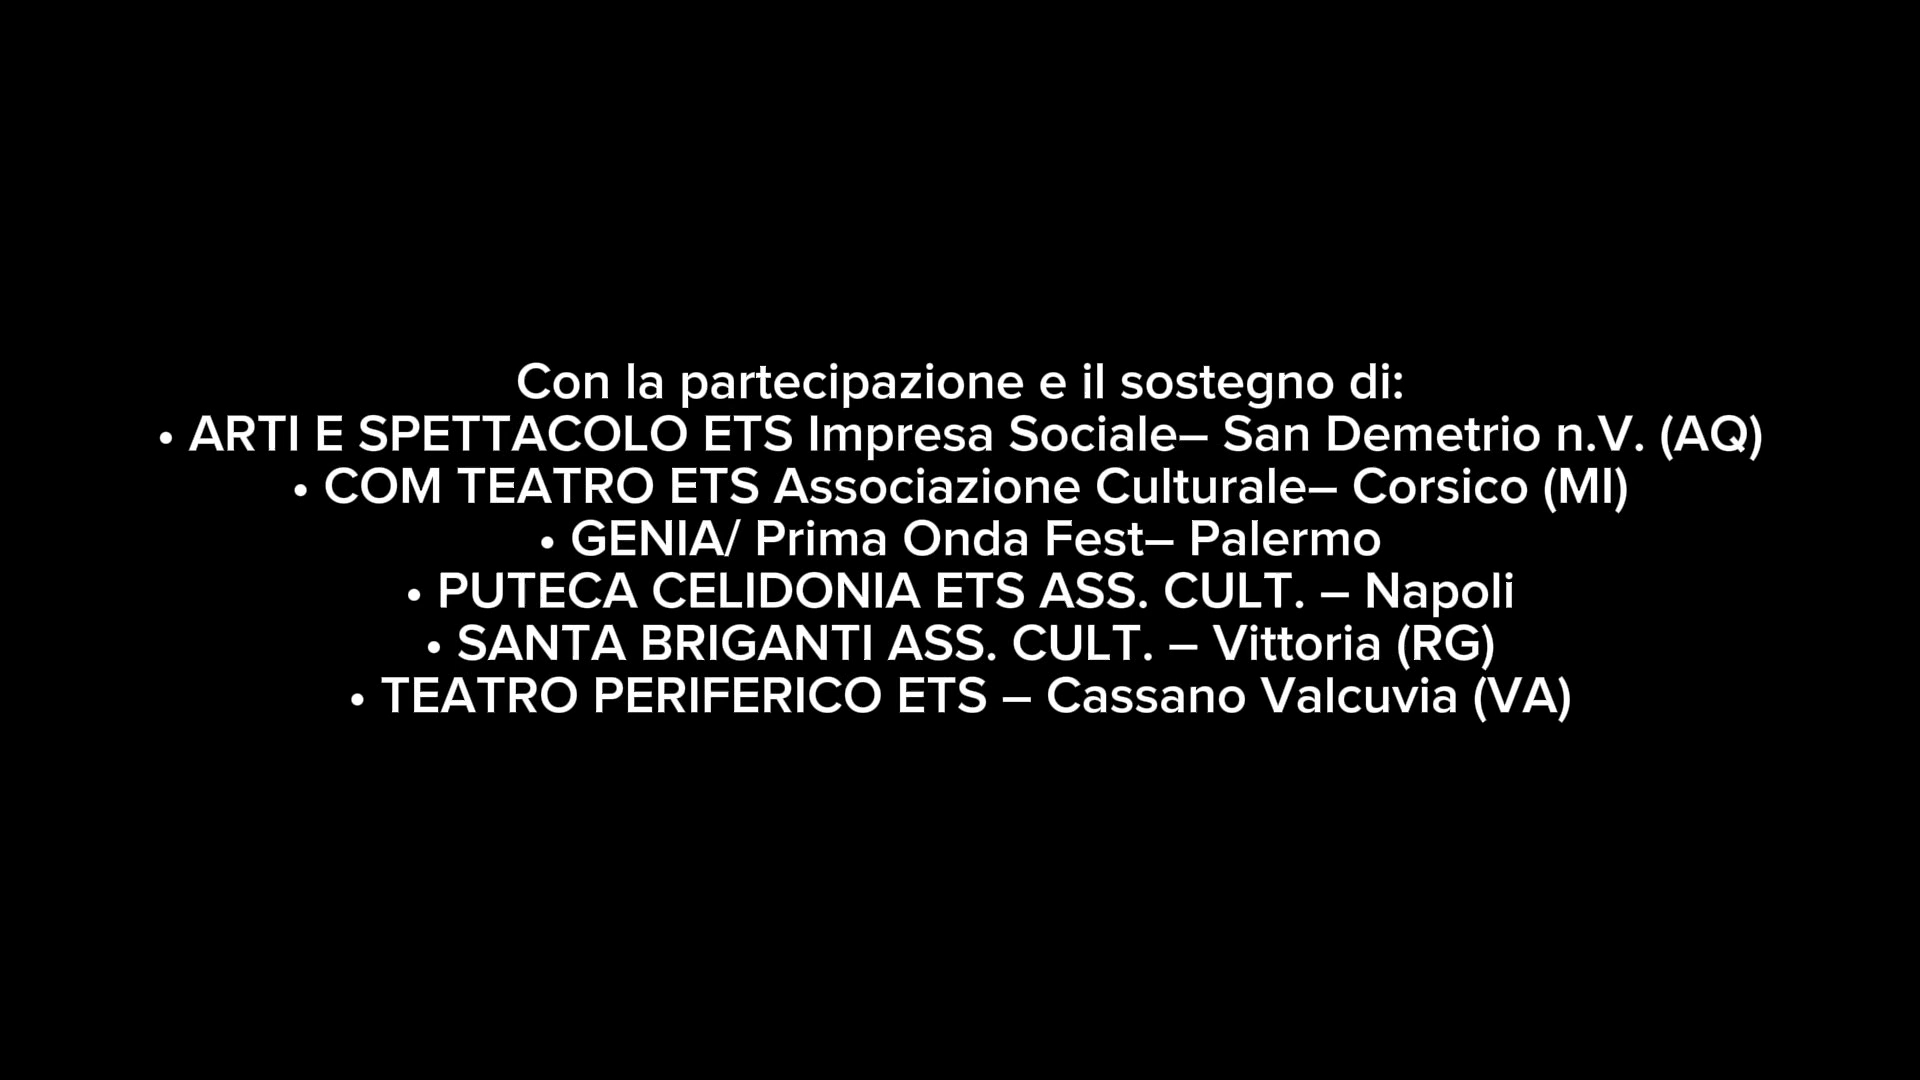 Con la partecipazione e il sostegno di:
• ARTI E SPETTACOLO ETS Impresa Sociale– San Demetrio n.V. (AQ)
• COM TEATRO ETS Associazione Culturale– Corsico (MI)
• GENIA/ Prima Onda Fest– Palermo
• PUTECA CELIDONIA ETS ASS. CULT. – Napoli
• SANTA BRIGANTI ASS. CULT. – Vittoria (RG)
• TEATRO PERIFERICO ETS – Cassano Valcuvia (VA)